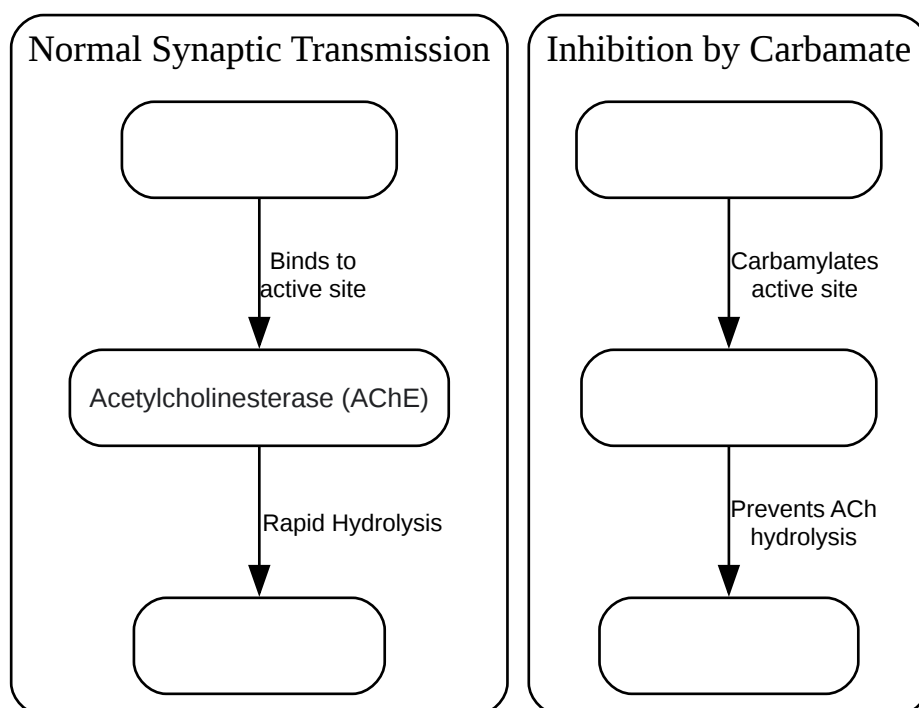 Normal Synaptic Transmission
Binds to
active site
Acetylcholinesterase (AChE)
Rapid Hydrolysis
Inhibition by Carbamate
Carbamylates
active site
Prevents ACh
hydrolysis